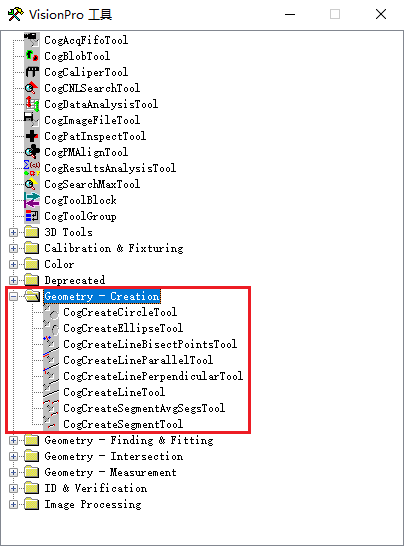 VisionPro 工具
CogAcqFifoTool
CogBlobTool
CogCaliperTool
CogCNLSearchTool
CogDataAnalysisTool
CogImageFileTool
CogPatInspectTool
CogPMAlignTool
CogResultsAnalysisTool
CogSearchMaxTool
CogToolBlock
CogToolGroup
3D Tools
Calibration & Fixturing
Color
Deprecated
Geometry - Creation
CogCreateCircleTool
CogCreateEllipseTool
CogCreateLineBisectPointsTool
CogCreateLineParallelTool
CogCreateLinePerpendicularTool
CogCreateLineTool
CogCreateSegmentAvgSegsTool
CogCreateSegmentTool
Geometry - Finding & Fitting
Geometry - Intersection
Geometry - Measurement
ID & Verification
Image Processing